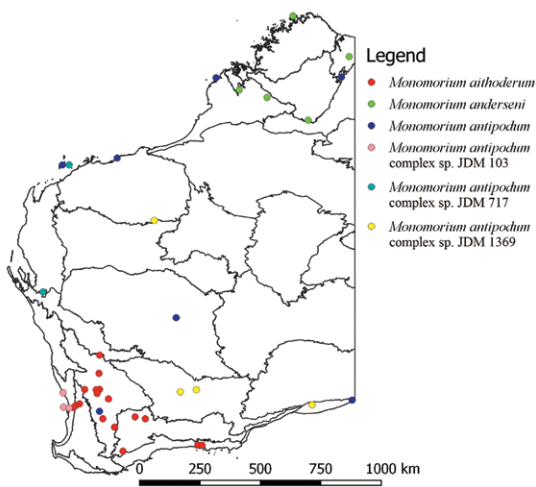 Legend
Monomorium aithoderum
Monomorium anderseni
Monomorium antipodum
Monomorium antipodum
complex sp. JDM 103
Monomorium antipodum
complex sp. JDM 717
Monomorium antipodum
complex sp. JDM 1369
0 250 500 750 1000 km